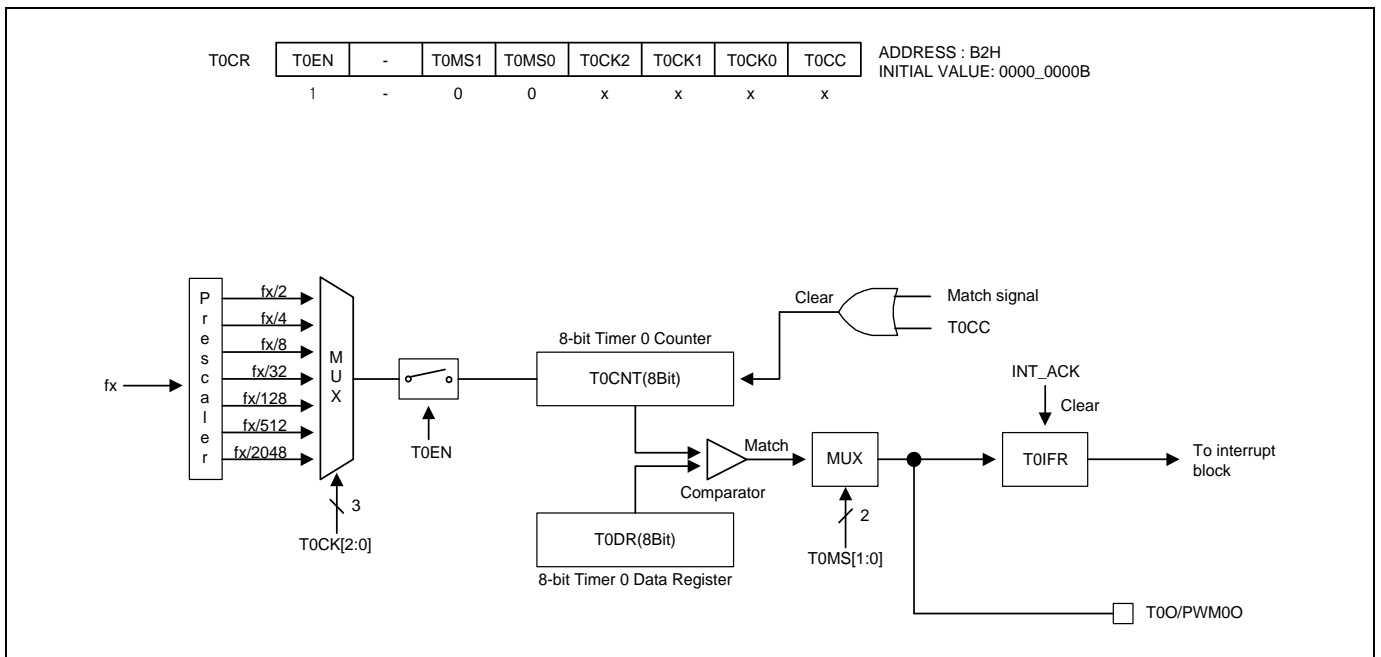 T0CR T0EN - T0MS1 T0MS0 T0CK2 T0CK1 T0CK0 T0CC
ADDRESS : B2H
INITIAL VALUE: 0000_0000B
1 - 0 0 x x x x
fx
Prescaler
fx/2
fx/4
fx/8
fx/32
fx/128
fx/512
fx/2048
MUX
3
T0CK[2:0]
T0EN
8-bit Timer 0 Counter
T0CNT(8Bit)
Clear
Match signal
T0CC
Comparator
Match
T0DR(8Bit)
8-bit Timer 0 Data Register
MUX
2
T0MS[1:0]
INT_ACK
Clear
T0IFR
To interrupt
block
T0O/PWM0O